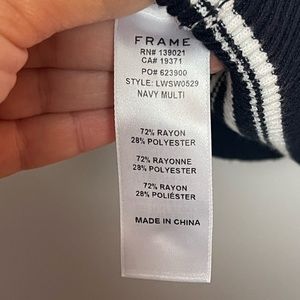 FRAME
RN# 139021
CA# 19371
PO# 623900
STYLE: LWSW0529
NAVY MULTI
72% RAYON
28% POLYESTER
72% RAYONNE
28% POLYESTER
72% RAYON
28% POLIÉSTER
MADE IN CHINA